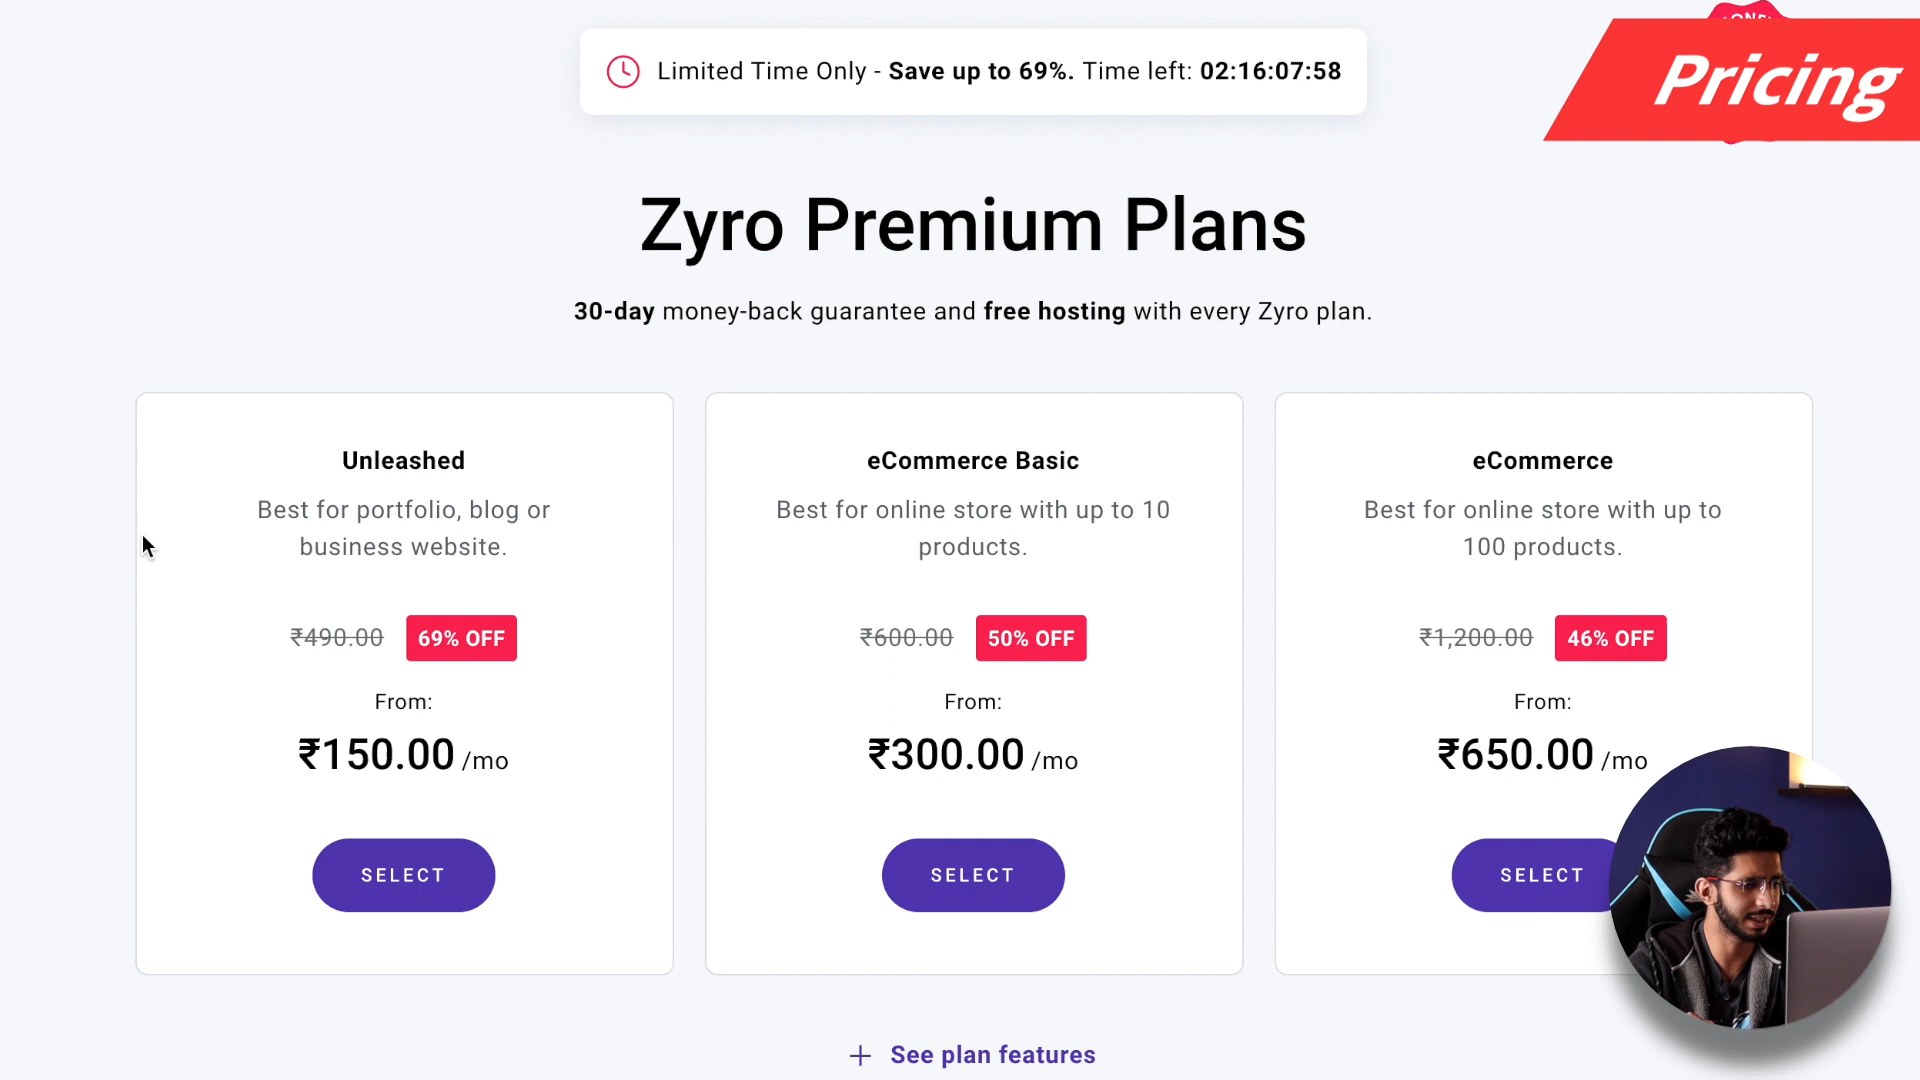 Limited Time Only - Save up to 69%. Time left: 02:16:07:58
Pricing
Zyro Premium Plans
30-day money-back guarantee and free hosting with every Zyro plan.
Unleashed
Best for portfolio, blog or
business website.
₹490.00 69% OFF
From:
₹150.00 /mo
SELECT
eCommerce Basic
Best for online store with up to 10
products.
₹600.00 50% OFF
From:
₹300.00 /mo
SELECT
eCommerce
Best for online store with up to
100 products.
₹1,200.00 46% OFF
From:
₹650.00 /mo
SELECT
+ See plan features